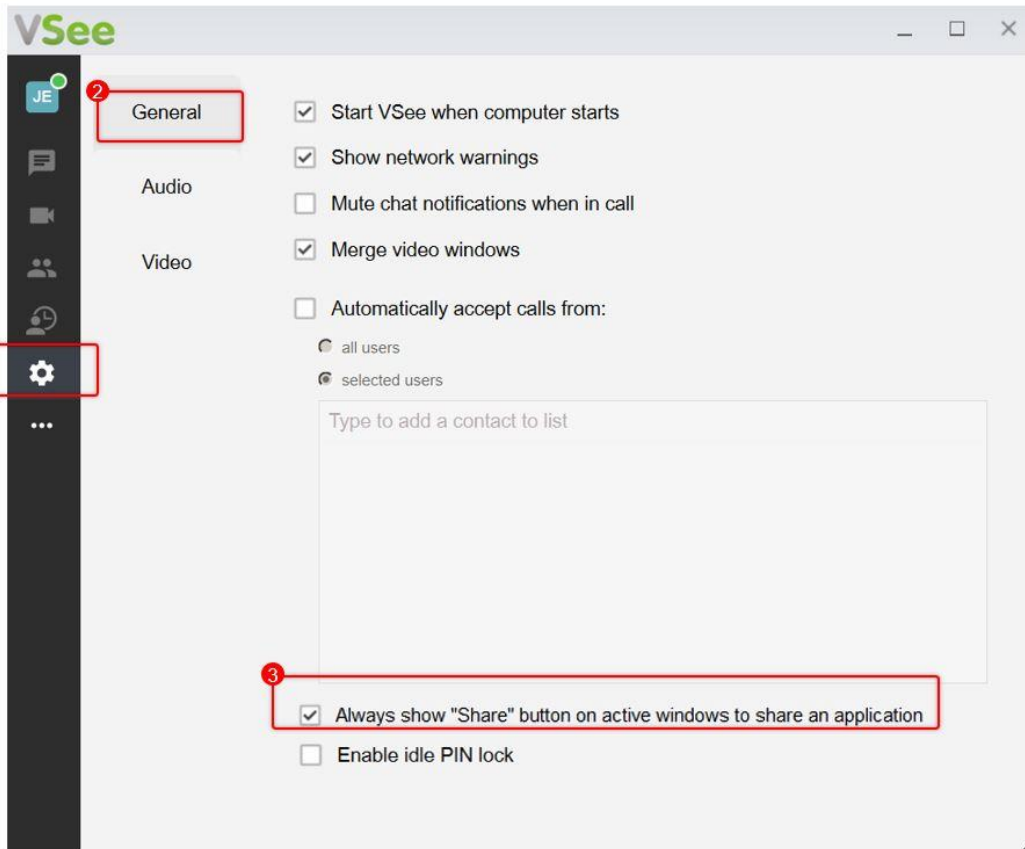 VSee
JE
2
General
Audio
Video
Start VSee when computer starts
Show network warnings
Mute chat notifications when in call
Merge video windows
Automatically accept calls from:
all users
selected users
Type to add a contact to list
3
Always show "Share" button on active windows to share an application
Enable idle PIN lock